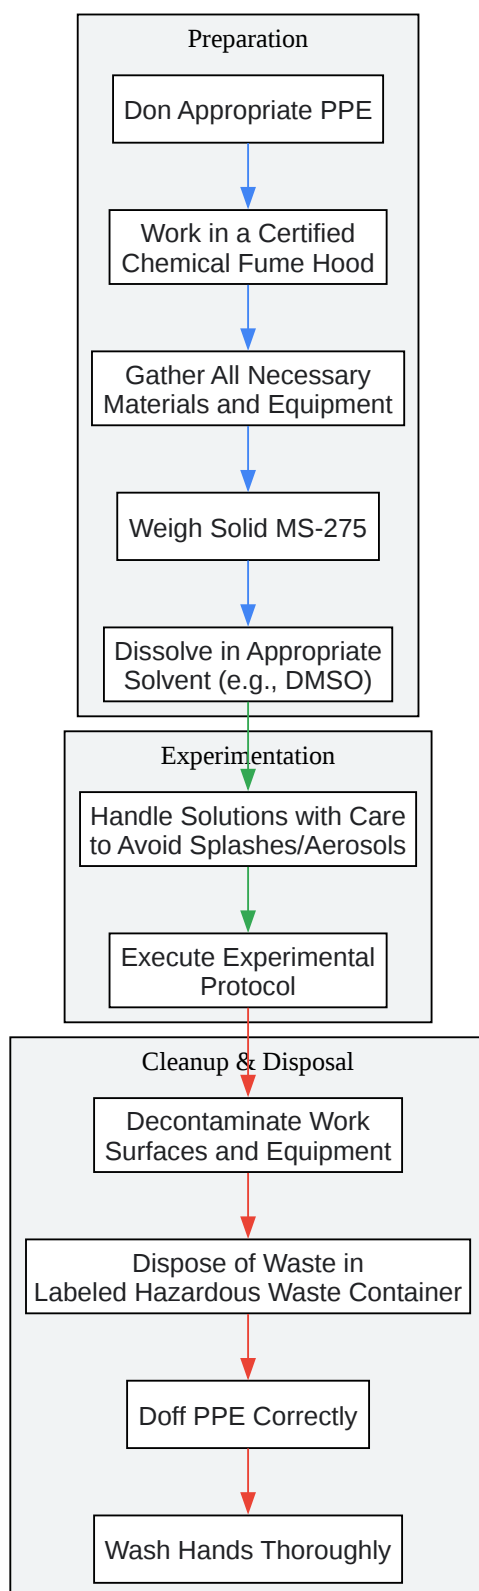 Preparation
Don Appropriate PPE
Work in a Certified
Chemical Fume Hood
Gather All Necessary
Materials and Equipment
Weigh Solid MS-275
Dissolve in Appropriate
Solvent (e.g., DMSO)
Experimentation
Handle Solutions with Care
to Avoid Splashes/Aerosols
Execute Experimental
Protocol
Cleanup & Disposal
Decontaminate Work
Surfaces and Equipment
Dispose of Waste in
Labeled Hazardous Waste Container
Doff PPE Correctly
Wash Hands Thoroughly